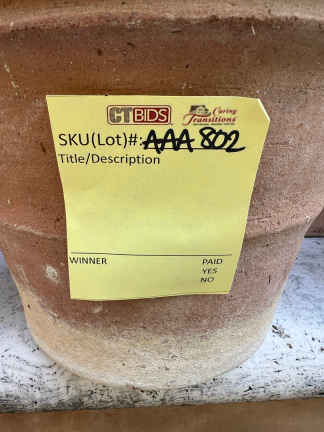 CTBIDS Caring Transitions
SKU(Lot)#: AAA 802
Title/Description
WINNER PAID
YES
NO